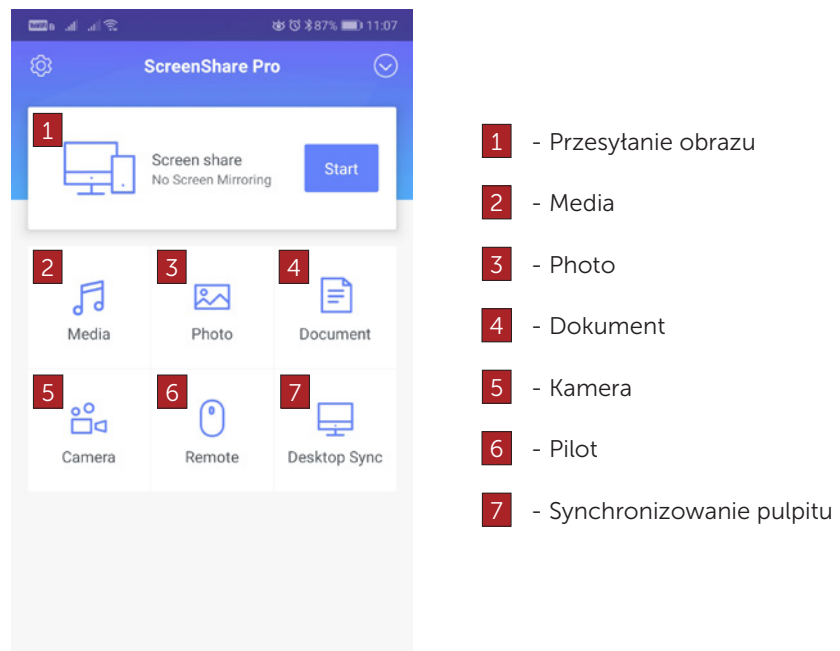 87% 11:07
ScreenShare Pro
1
Screen share
No Screen Mirroring
Start
2
3
4
Media
Photo
Document
5
6
7
Camera
Remote
Desktop Sync
1 - Przesyłanie obrazu
2 - Media
3 - Photo
4 - Dokument
5 - Kamera
6 - Pilot
7 - Synchronizowanie pulpitu